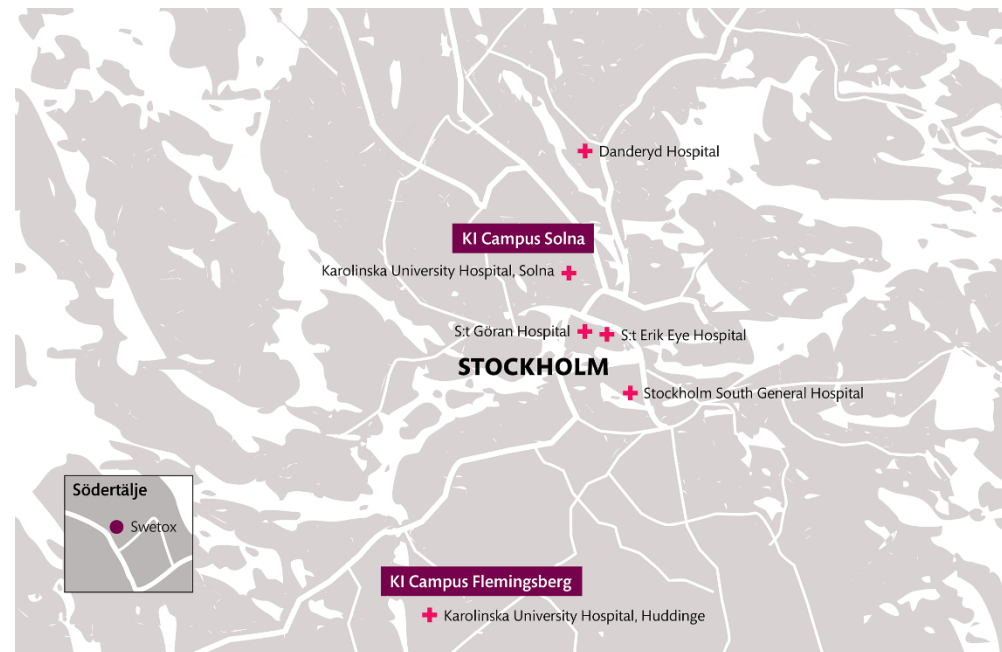 Danderyd Hospital
KI Campus Solna
Karolinska University Hospital, Solna
S:t Göran Hospital
S:t Erik Eye Hospital
STOCKHOLM
Stockholm South General Hospital
Södertälje
Swetox
KI Campus Flemingsberg
Karolinska University Hospital, Huddinge